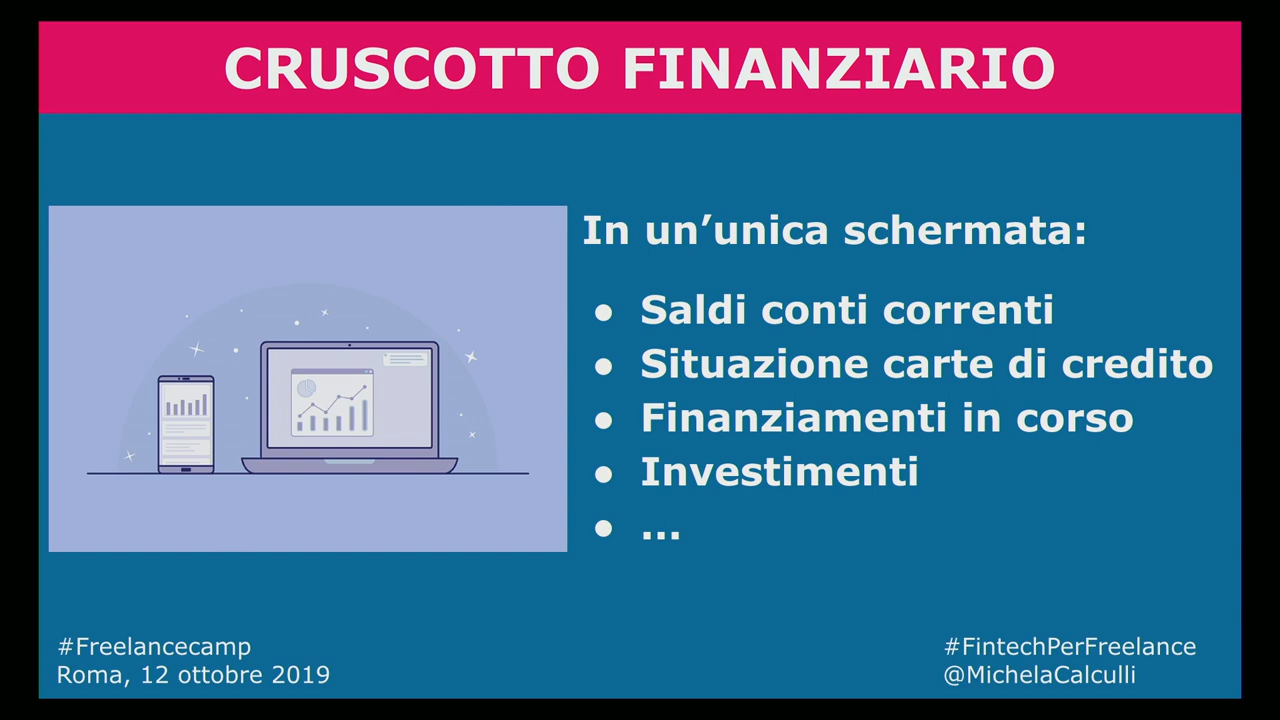 CRUSCOTTO FINANZIARIO
In un’unica schermata:
● Saldi conti correnti
● Situazione carte di credito
● Finanziamenti in corso
● Investimenti
● ...
#Freelancecamp
Roma, 12 ottobre 2019
#FintechPerFreelance
@MichelaCalculli